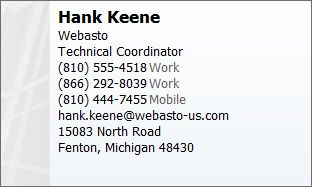 Hank Keene
Webasto
Technical Coordinator
(810) 555-4518 Work
(866) 292-8039 Work
(810) 444-7455 Mobile
hank.keene@webasto-us.com
15083 North Road
Fenton, Michigan 48430